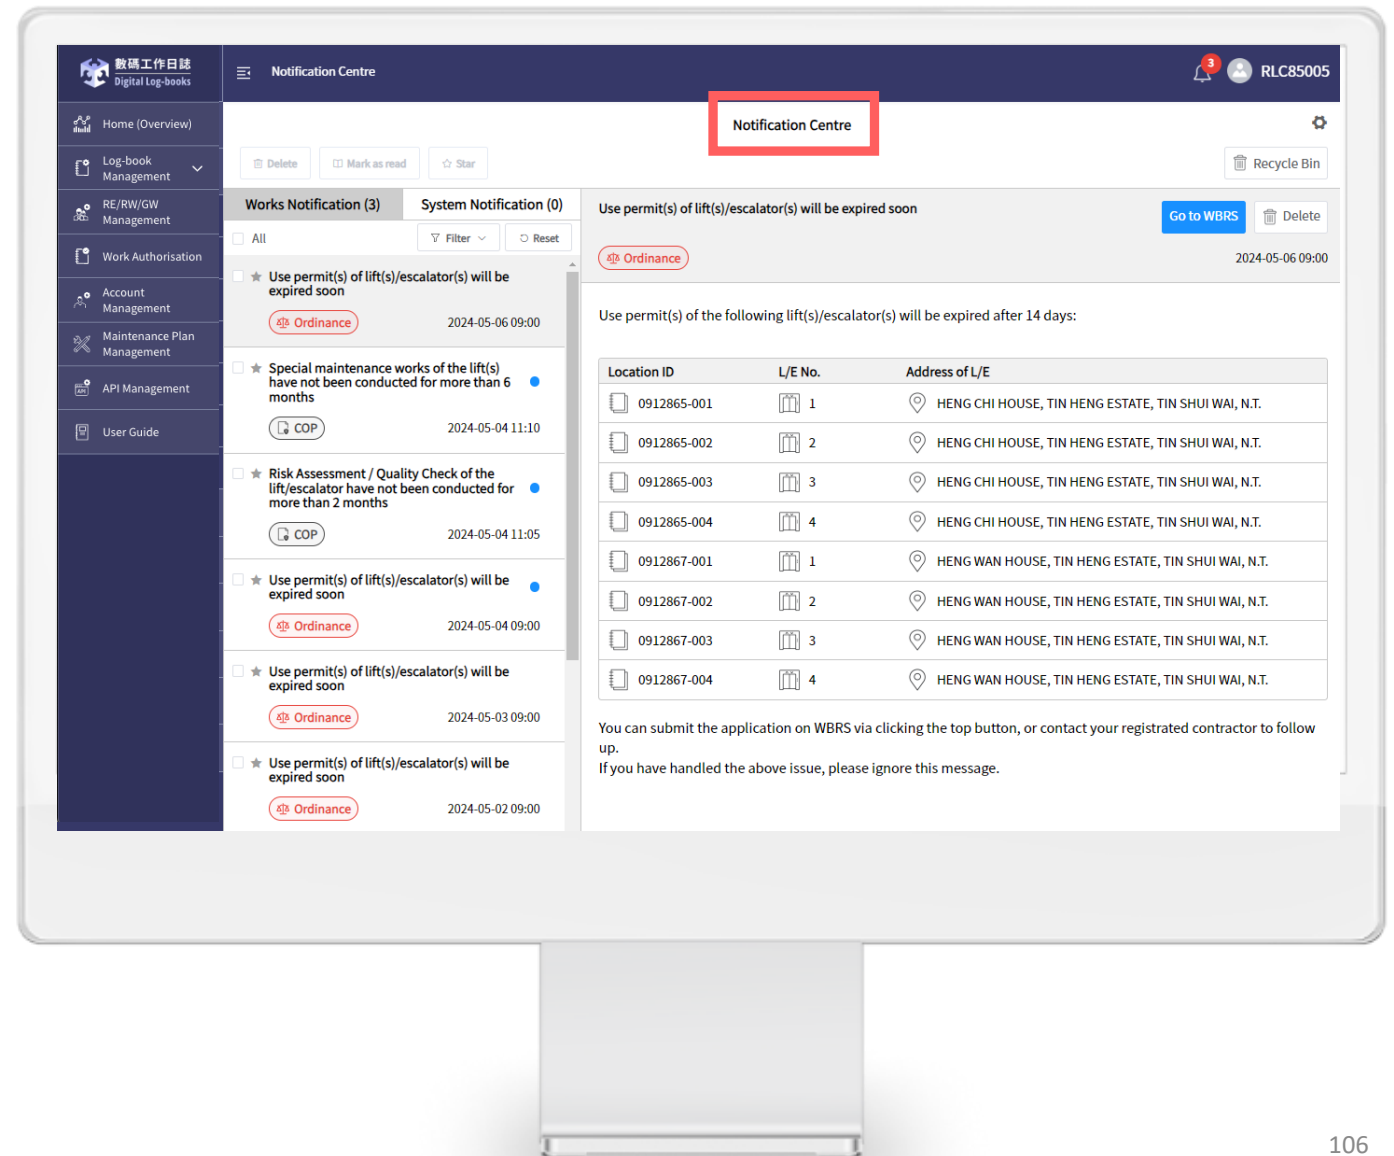 數碼工作日誌
Digital Log-books
Notification Centre
3
RLC85005
Home (Overview)
Log-book
Management
RE/RW/GW
Management
Work Authorisation
Account
Management
Maintenance Plan
Management
API Management
User Guide
Notification Centre
Delete
Mark as read
Star
Recycle Bin
Works Notification (3)
System Notification (0)
All
Filter
Reset
Use permit(s) of lift(s)/escalator(s) will be
expired soon
Ordinance
2024-05-06 09:00
Special maintenance works of the lift(s)
have not been conducted for more than 6
months
COP
2024-05-04 11:10
Risk Assessment / Quality Check of the
lift/escalator have not been conducted for
more than 2 months
COP
2024-05-04 11:05
Use permit(s) of lift(s)/escalator(s) will be
expired soon
Ordinance
2024-05-04 09:00
Use permit(s) of lift(s)/escalator(s) will be
expired soon
Ordinance
2024-05-03 09:00
Use permit(s) of lift(s)/escalator(s) will be
expired soon
Ordinance
2024-05-02 09:00
Use permit(s) of lift(s)/escalator(s) will be expired soon
Go to WBRS
Delete
Ordinance
2024-05-06 09:00
Use permit(s) of the following lift(s)/escalator(s) will be expired after 14 days:
Location ID L/E No. Address of L/E
0912865-001 1 HENG CHI HOUSE, TIN HENG ESTATE, TIN SHUI WAI, N.T.
0912865-002 2 HENG CHI HOUSE, TIN HENG ESTATE, TIN SHUI WAI, N.T.
0912865-003 3 HENG CHI HOUSE, TIN HENG ESTATE, TIN SHUI WAI, N.T.
0912865-004 4 HENG CHI HOUSE, TIN HENG ESTATE, TIN SHUI WAI, N.T.
0912867-001 1 HENG WAN HOUSE, TIN HENG ESTATE, TIN SHUI WAI, N.T.
0912867-002 2 HENG WAN HOUSE, TIN HENG ESTATE, TIN SHUI WAI, N.T.
0912867-003 3 HENG WAN HOUSE, TIN HENG ESTATE, TIN SHUI WAI, N.T.
0912867-004 4 HENG WAN HOUSE, TIN HENG ESTATE, TIN SHUI WAI, N.T.
You can submit the application on WBRS via clicking the top button, or contact your registrated contractor to follow
up.
If you have handled the above issue, please ignore this message.
106